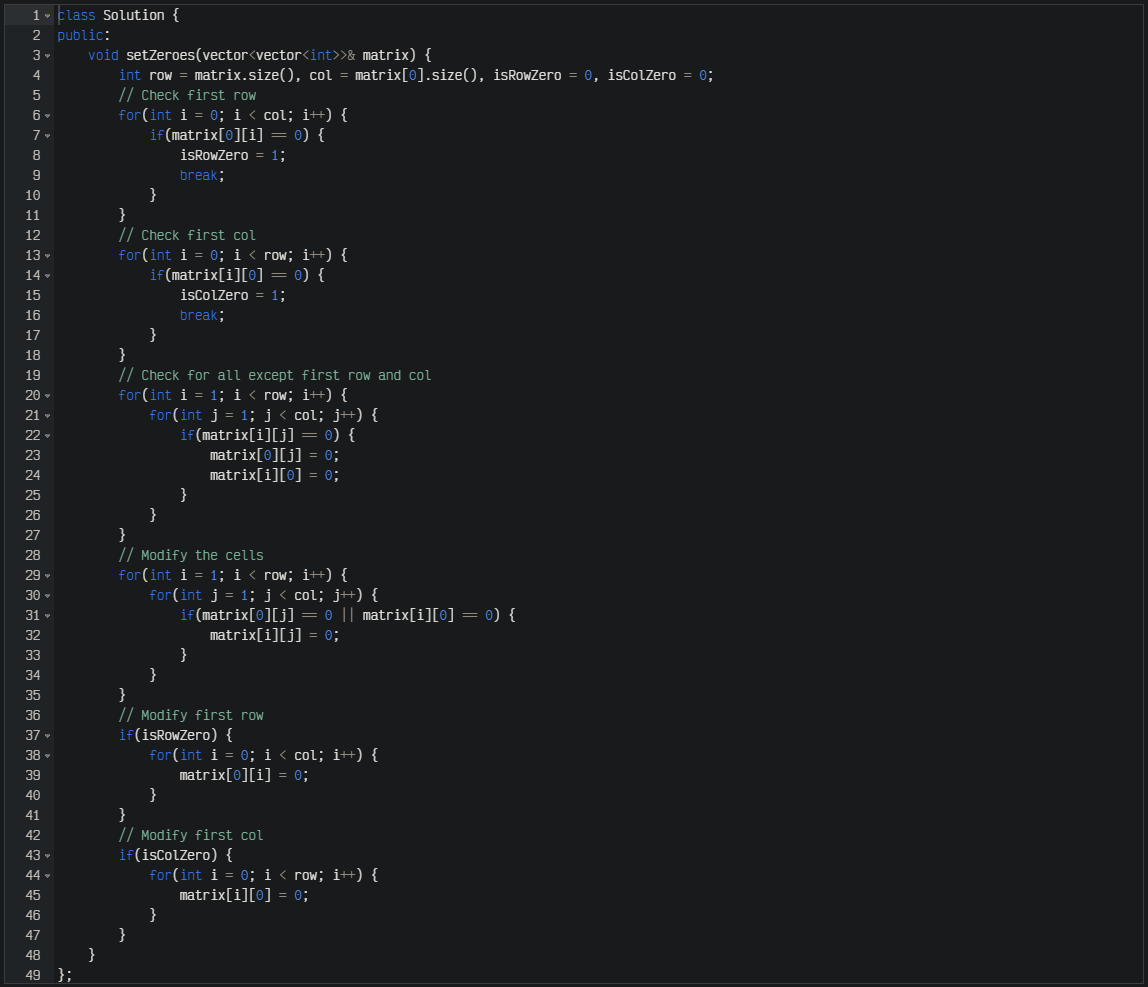 1 class Solution {
2 public:
3     void setZeroes(vector<vector<int>>& matrix) {
4         int row = matrix.size(), col = matrix[0].size(), isRowZero = 0, isColZero = 0;
5         // Check first row
6         for(int i = 0; i < col; i++) {
7             if(matrix[0][i] == 0) {
8                 isRowZero = 1;
9                 break;
10             }
11         }
12         // Check first col
13         for(int i = 0; i < row; i++) {
14             if(matrix[i][0] == 0) {
15                 isColZero = 1;
16                 break;
17             }
18         }
19         // Check for all except first row and col
20         for(int i = 1; i < row; i++) {
21             for(int j = 1; j < col; j++) {
22                 if(matrix[i][j] == 0) {
23                     matrix[0][j] = 0;
24                     matrix[i][0] = 0;
25                 }
26             }
27         }
28         // Modify the cells
29         for(int i = 1; i < row; i++) {
30             for(int j = 1; j < col; j++) {
31                 if(matrix[0][j] == 0 || matrix[i][0] == 0) {
32                     matrix[i][j] = 0;
33                 }
34             }
35         }
36         // Modify first row
37         if(isRowZero) {
38             for(int i = 0; i < col; i++) {
39                 matrix[0][i] = 0;
40             }
41         }
42         // Modify first col
43         if(isColZero) {
44             for(int i = 0; i < row; i++) {
45                 matrix[i][0] = 0;
46             }
47         }
48     }
49 };